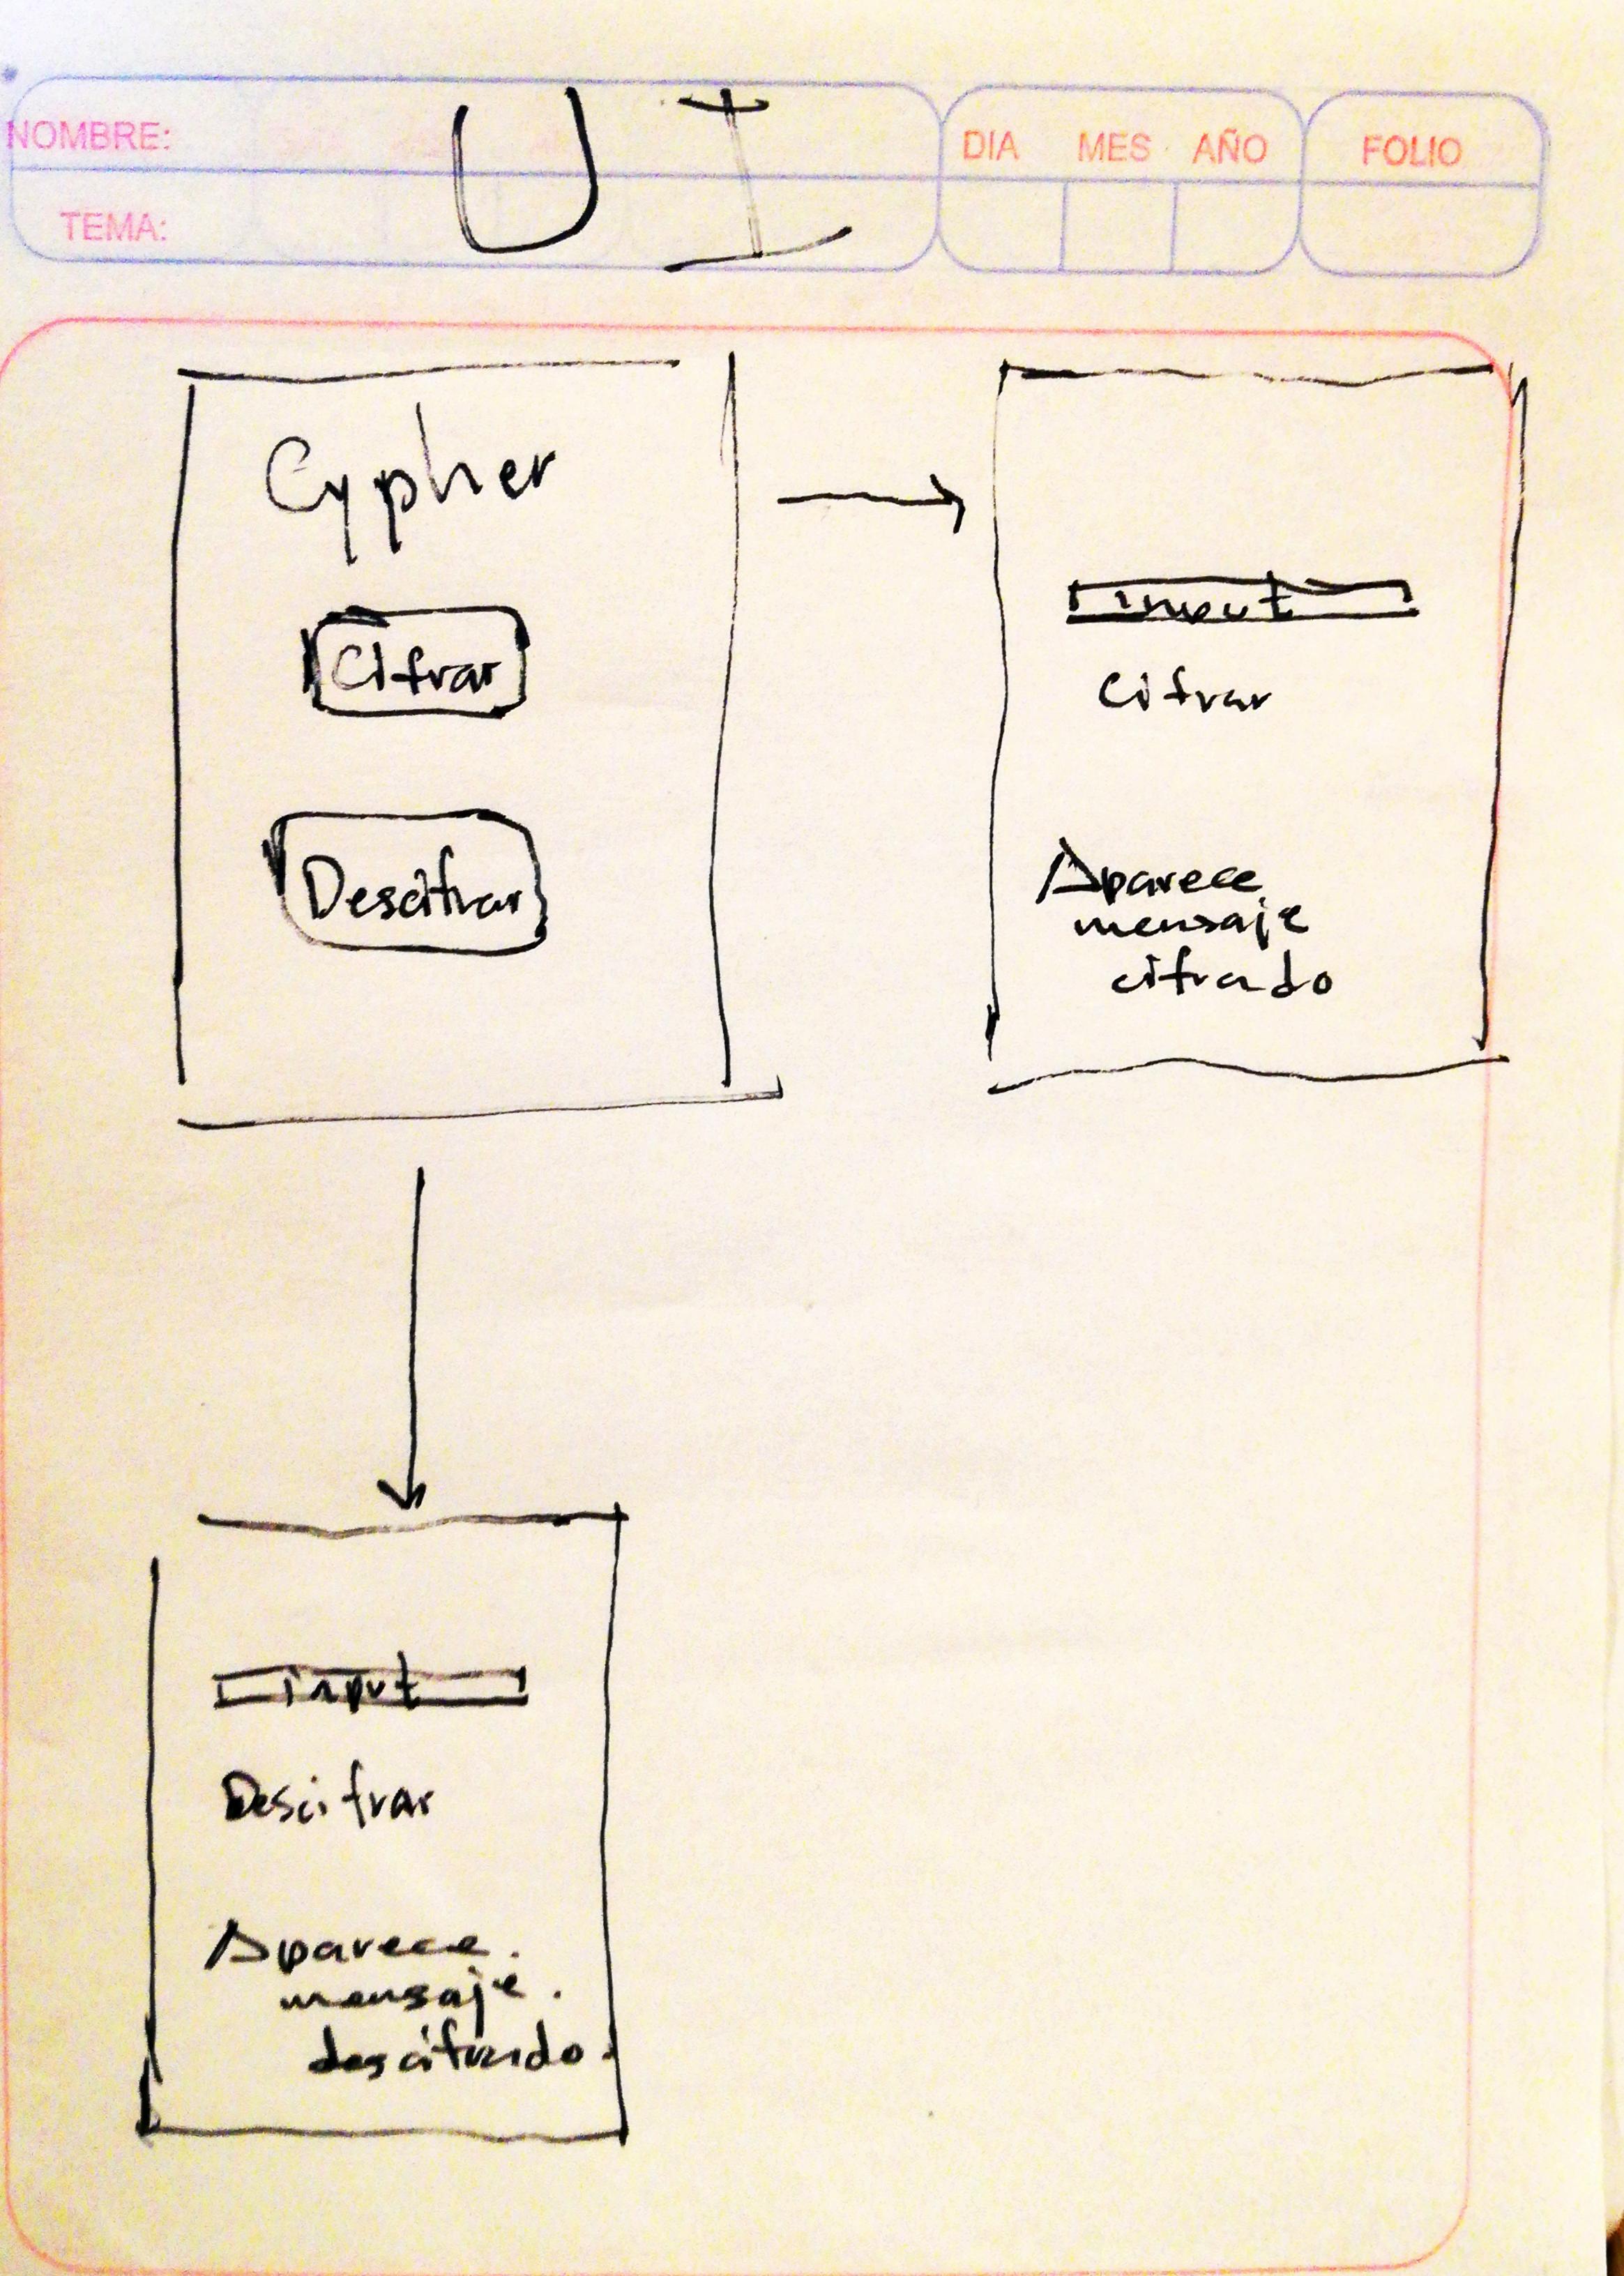 NOMBRE:
UI
DIA MES AÑO
FOLIO
TEMA:
Cypher
Cifrar
Descifrar
input
Cifrar
Aparece
mensaje
cifrado
input
Descifrar
Aparece.
mensaje.
descifrado.